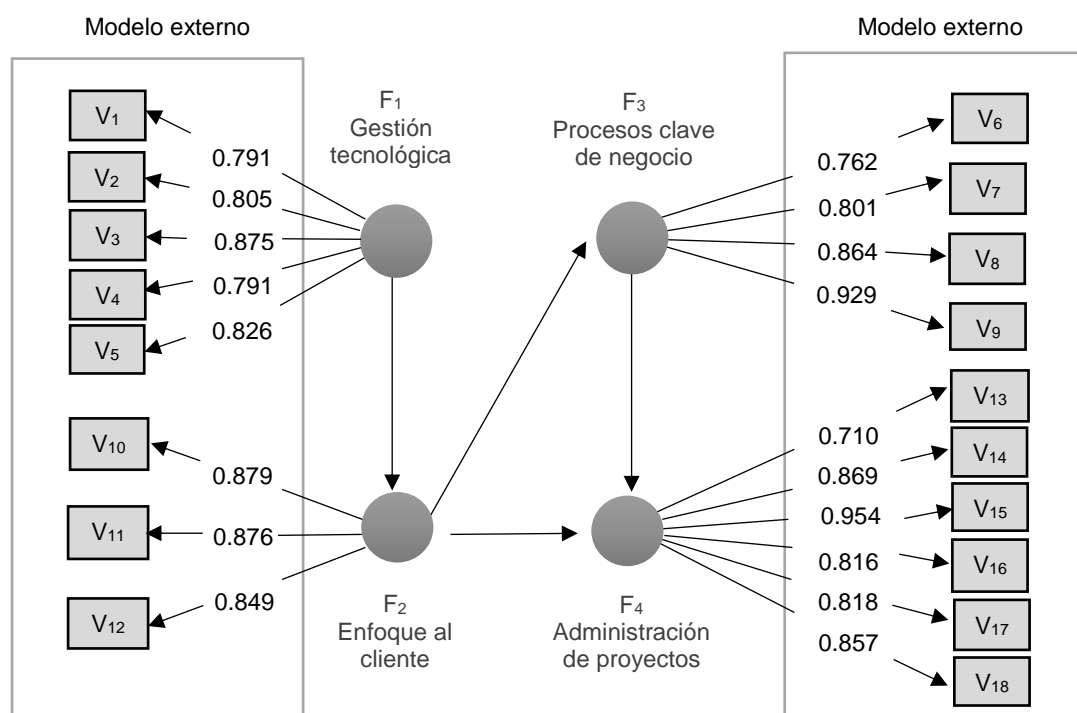 Modelo externo
Modelo externo
V1
V2
V3
V4
V5
V10
V11
V12
0.791
0.805
0.875
0.791
0.826
0.879
0.876
0.849
F1
Gestión
tecnológica
F2
Enfoque al
cliente
F3
Procesos clave
de negocio
F4
Administración
de proyectos
0.762
0.801
0.864
0.929
0.710
0.869
0.954
0.816
0.818
0.857
V6
V7
V8
V9
V13
V14
V15
V16
V17
V18